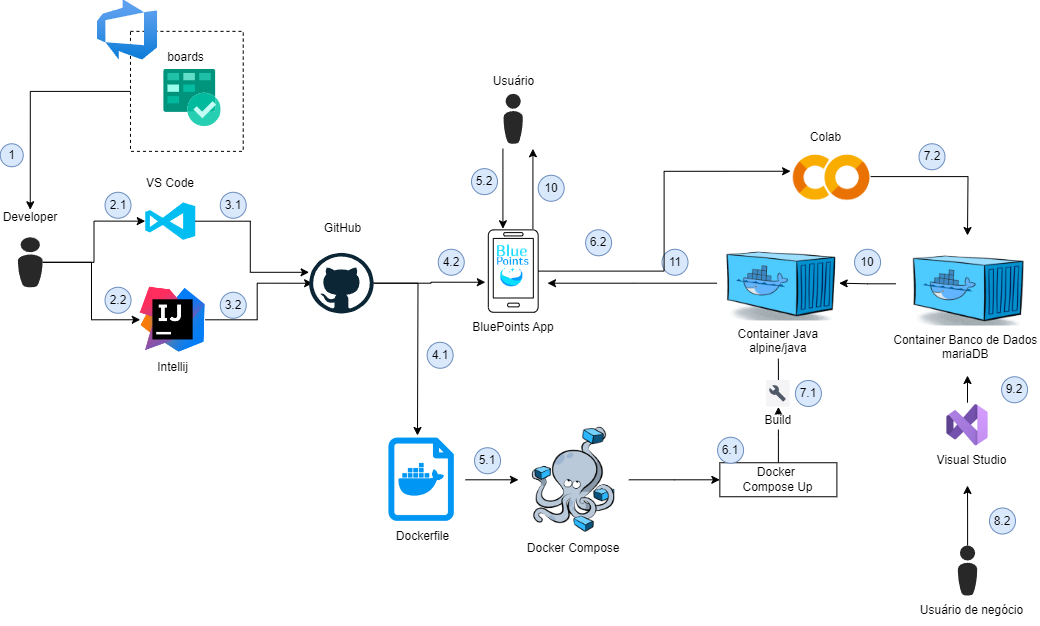 boards
Usuário
1
Colab
7.2
VS Code
5.2
10
Developer
2.1
3.1
GitHub
4.2
Blue
Points
6.2
11
10
2.2
IJ
3.2
BluePoints App
Container Java
alpine/java
Container Banco de Dados
mariaDB
Intellij
4.1
7.1
9.2
Build
5.1
6.1
Docker
Compose Up
Visual Studio
Dockerfile
Docker Compose
8.2
Usuário de negócio